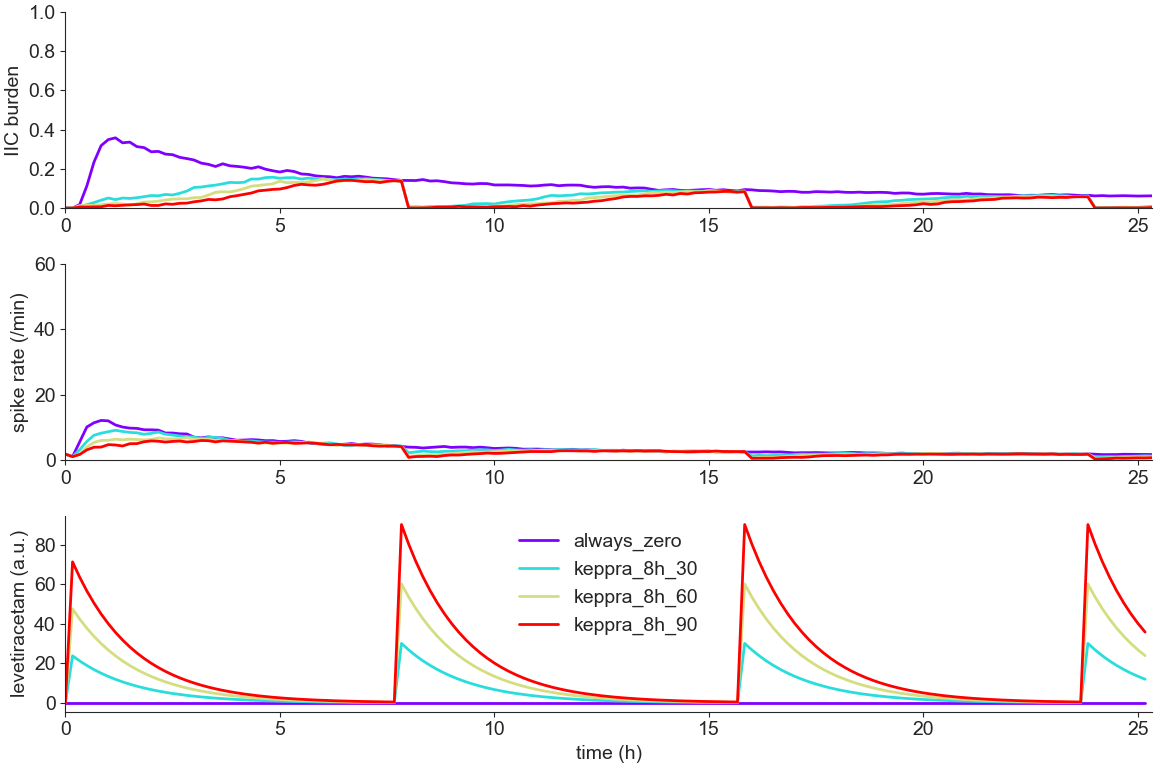 IIC burden
1.0
0.8
0.6
0.4
0.2
0.0
0 5 10 15 20 25
spike rate (/min)
60
40
20
0
0 5 10 15 20 25
levetiracetam (a.u.)
80
60
40
20
0
always_zero
keppra_8h_30
keppra_8h_60
keppra_8h_90
0 5 10 15 20 25
time (h)